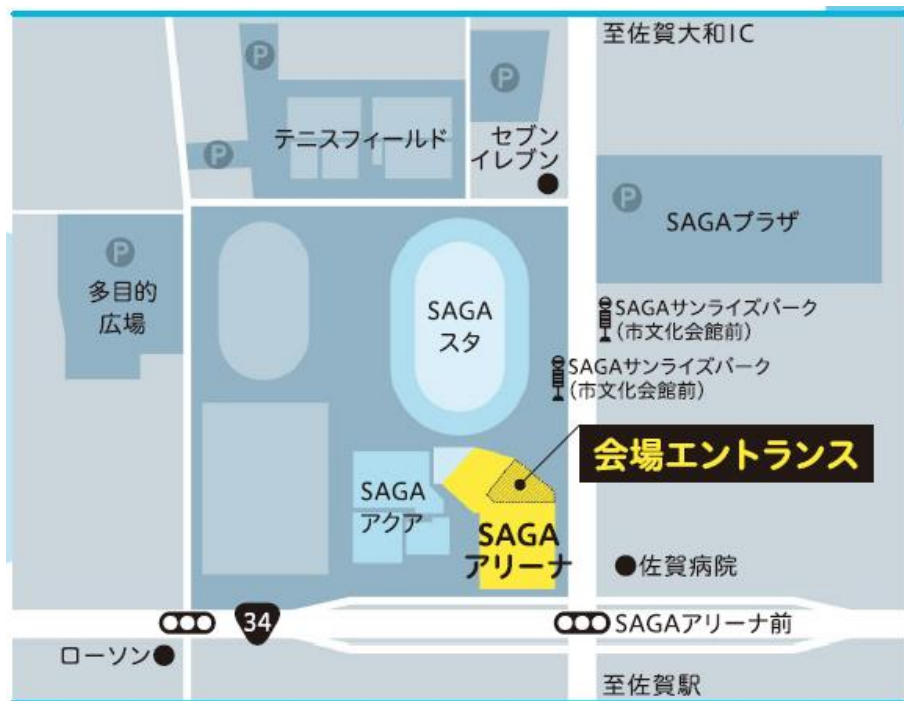 至佐賀大和IC
P
P
テニスフィールド
セブン
イレブン
P
P
SAGAプラザ
P
多目的
広場
SAGA
スタ
SAGAサンライズパーク
(市文化会館前)
SAGAサンライズパーク
(市文化会館前)
会場エントランス
SAGA
アクア
SAGA
アリーナ
佐賀病院
34
SAGAアリーナ前
ローソン
至佐賀駅